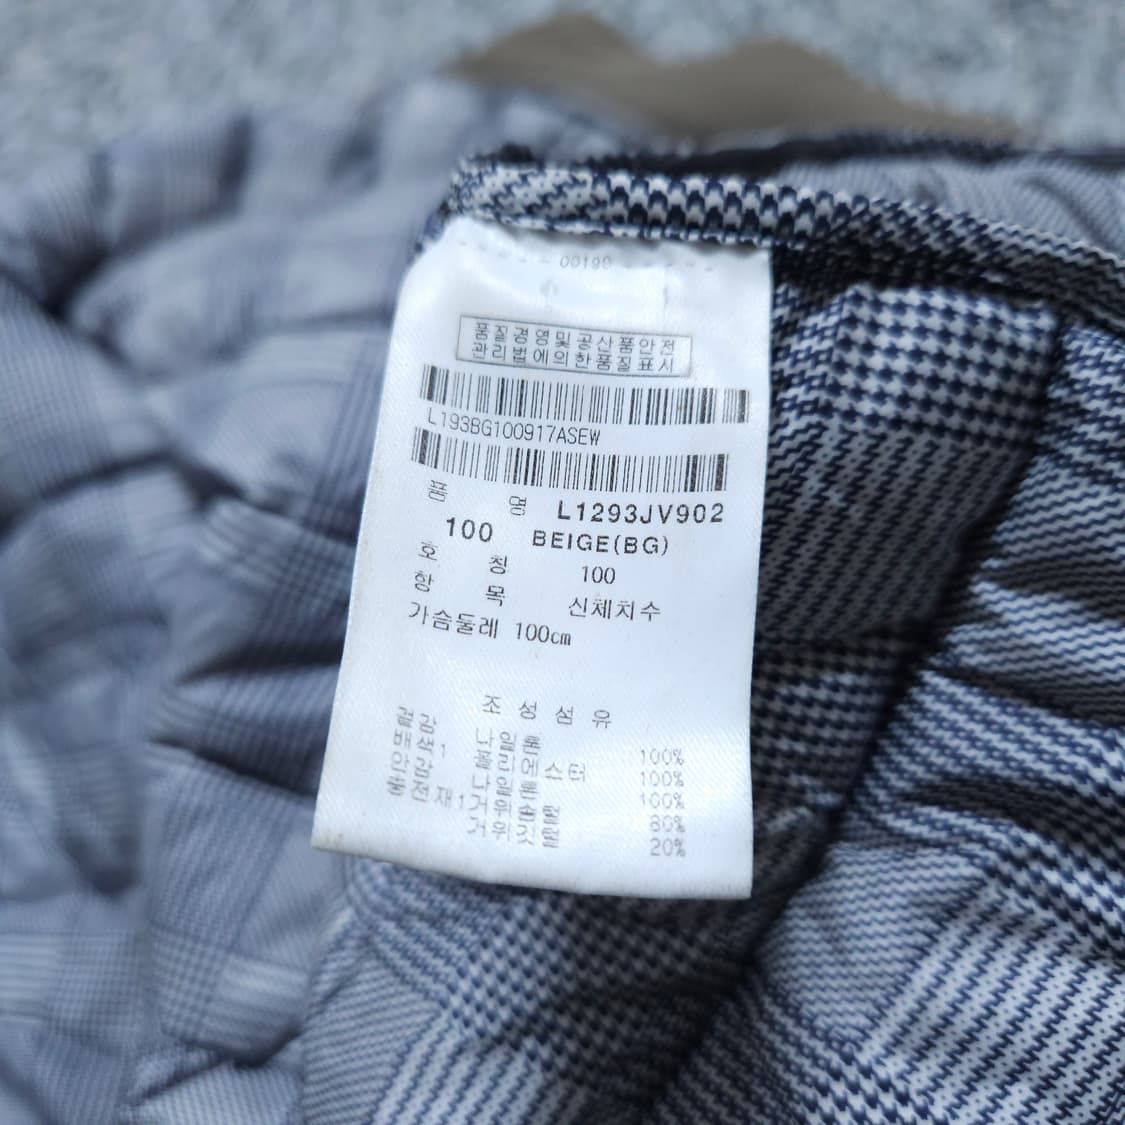 00199
품질경영및공산품안전
관리법에의한품질표시
L193BG100917ASEW
품 명 L1293JV902
100 BEIGE(BG)
호 칭 100
항 목 신체치수
가슴둘레 100cm
조성섬유
겉감 나일론 100%
배색1 폴리에스터 100%
안감 나일론 100%
충전재1 거위솜털 80%
거위깃털 20%